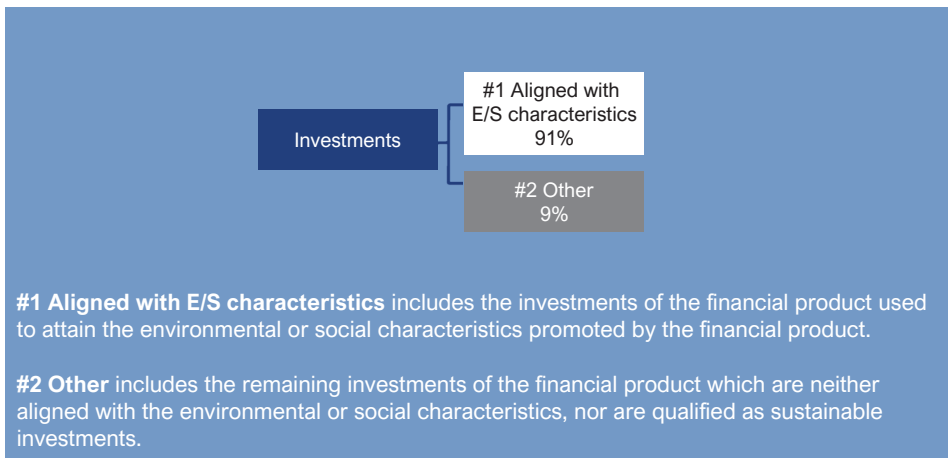 #1 Aligned with
E/S characteristics
91%
Investments
#2 Other
9%
#1 Aligned with E/S characteristics includes the investments of the financial product used
to attain the environmental or social characteristics promoted by the financial product.
#2 Other includes the remaining investments of the financial product which are neither
aligned with the environmental or social characteristics, nor are qualified as sustainable
investments.